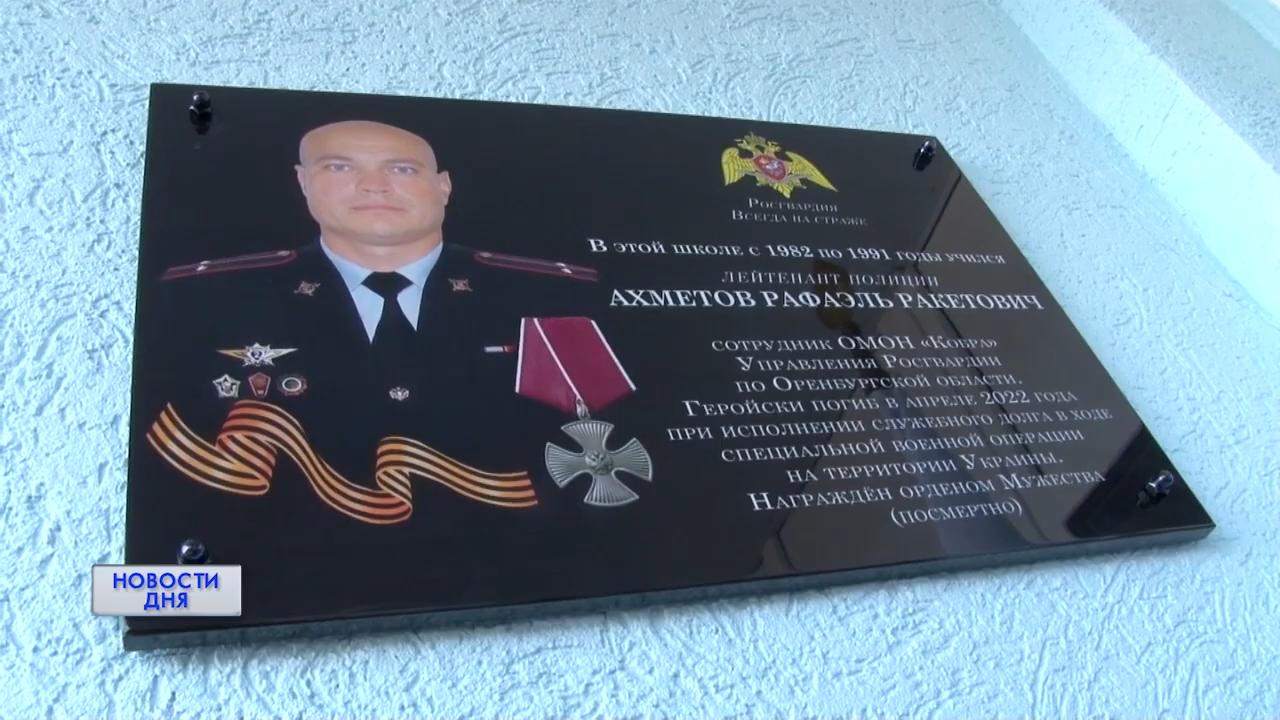 Росгвардия
Всегда на страже
В этой школе с 1982 по 1991 годы учился
лейтенант полиции
АХМЕТОВ РАФАЭЛЬ РАКЕТОВИЧ
сотрудник ОМОН «Кобра»
Управления Росгвардии
по Оренбургской области.
Геройски погиб в апреле 2022 года
при исполнении служебного долга в ходе
специальной военной операции
на территории Украины.
Награждён орденом Мужества
(посмертно)
НОВОСТИ
ДНЯ